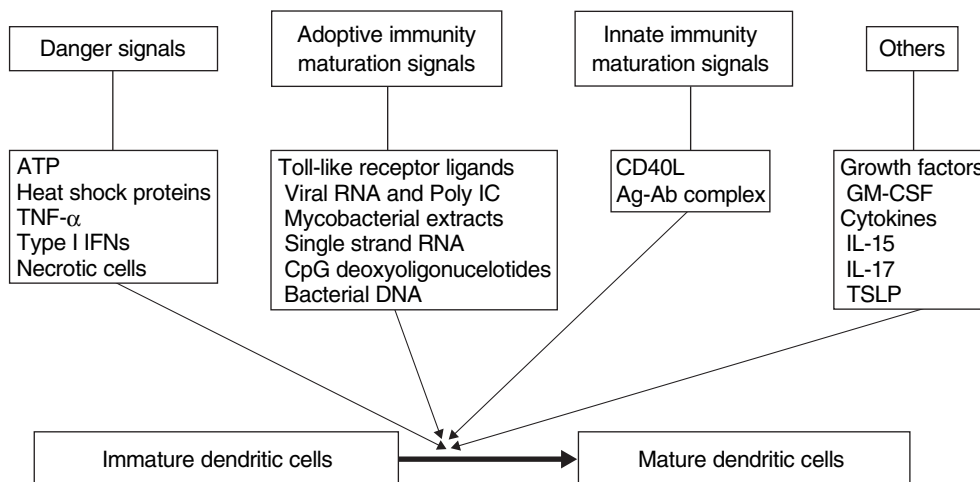 Danger signals
Adoptive immunity
maturation signals
Innate immunity
maturation signals
Others
ATP
Heat shock proteins
TNF-α
Type I IFNs
Necrotic cells
Toll-like receptor ligands
Viral RNA and Poly IC
Mycobacterial extracts
Single strand RNA
CpG deoxyoligonucelotides
Bacterial DNA
CD40L
Ag-Ab complex
Growth factors
GM-CSF
Cytokines
IL-15
IL-17
TSLP
Immature dendritic cells
Mature dendritic cells